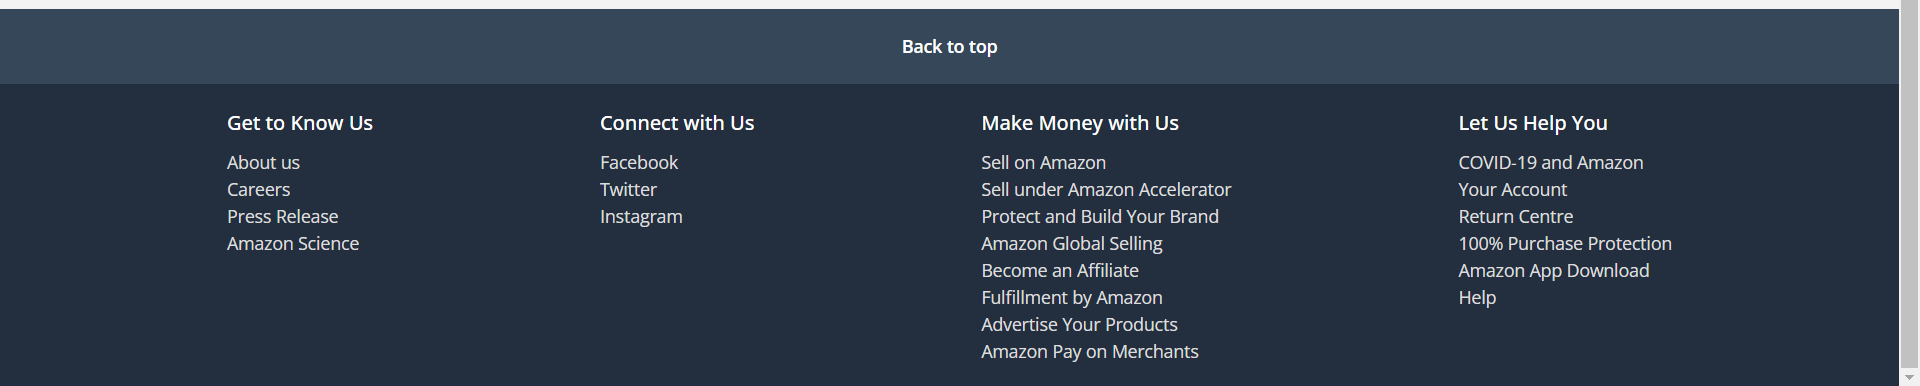 Back to top
Get to Know Us
About us
Careers
Press Release
Amazon Science
Connect with Us
Facebook
Twitter
Instagram
Make Money with Us
Sell on Amazon
Sell under Amazon Accelerator
Protect and Build Your Brand
Amazon Global Selling
Become an Affiliate
Fulfillment by Amazon
Advertise Your Products
Amazon Pay on Merchants
Let Us Help You
COVID-19 and Amazon
Your Account
Return Centre
100% Purchase Protection
Amazon App Download
Help